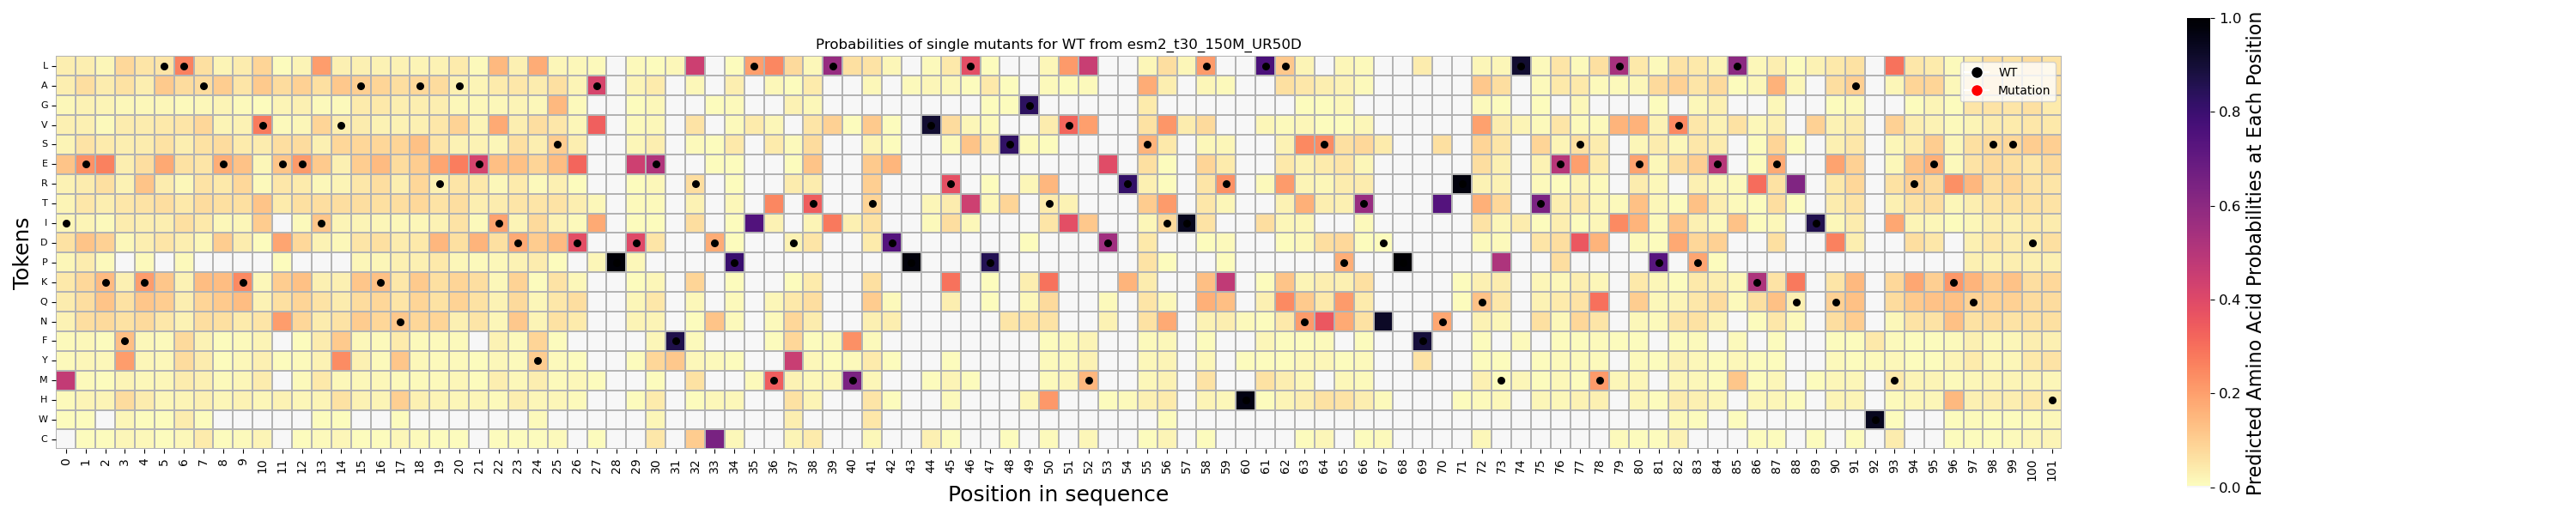 Probabilities of single mutants for WT from esm2_t30_150M_UR50D
WT
Mutation
Tokens
L
A
G
V
S
E
R
T
I
D
P
K
Q
N
F
Y
M
H
W
C
0 1 2 3 4 5 6 7 8 9 10 11 12 13 14 15 16 17 18 19 20 21 22 23 24 25 26 27 28 29 30 31 32 33 34 35 36 37 38 39 40 41 42 43 44 45 46 47 48 49 50 51 52 53 54 55 56 57 58 59 60 61 62 63 64 65 66 67 68 69 70 71 72 73 74 75 76 77 78 79 80 81 82 83 84 85 86 87 88 89 90 91 92 93 94 95 96 97 98 99 100 101
Position in sequence
1.0
0.8
0.6
0.4
0.2
0.0
Predicted Amino Acid Probabilities at Each Position